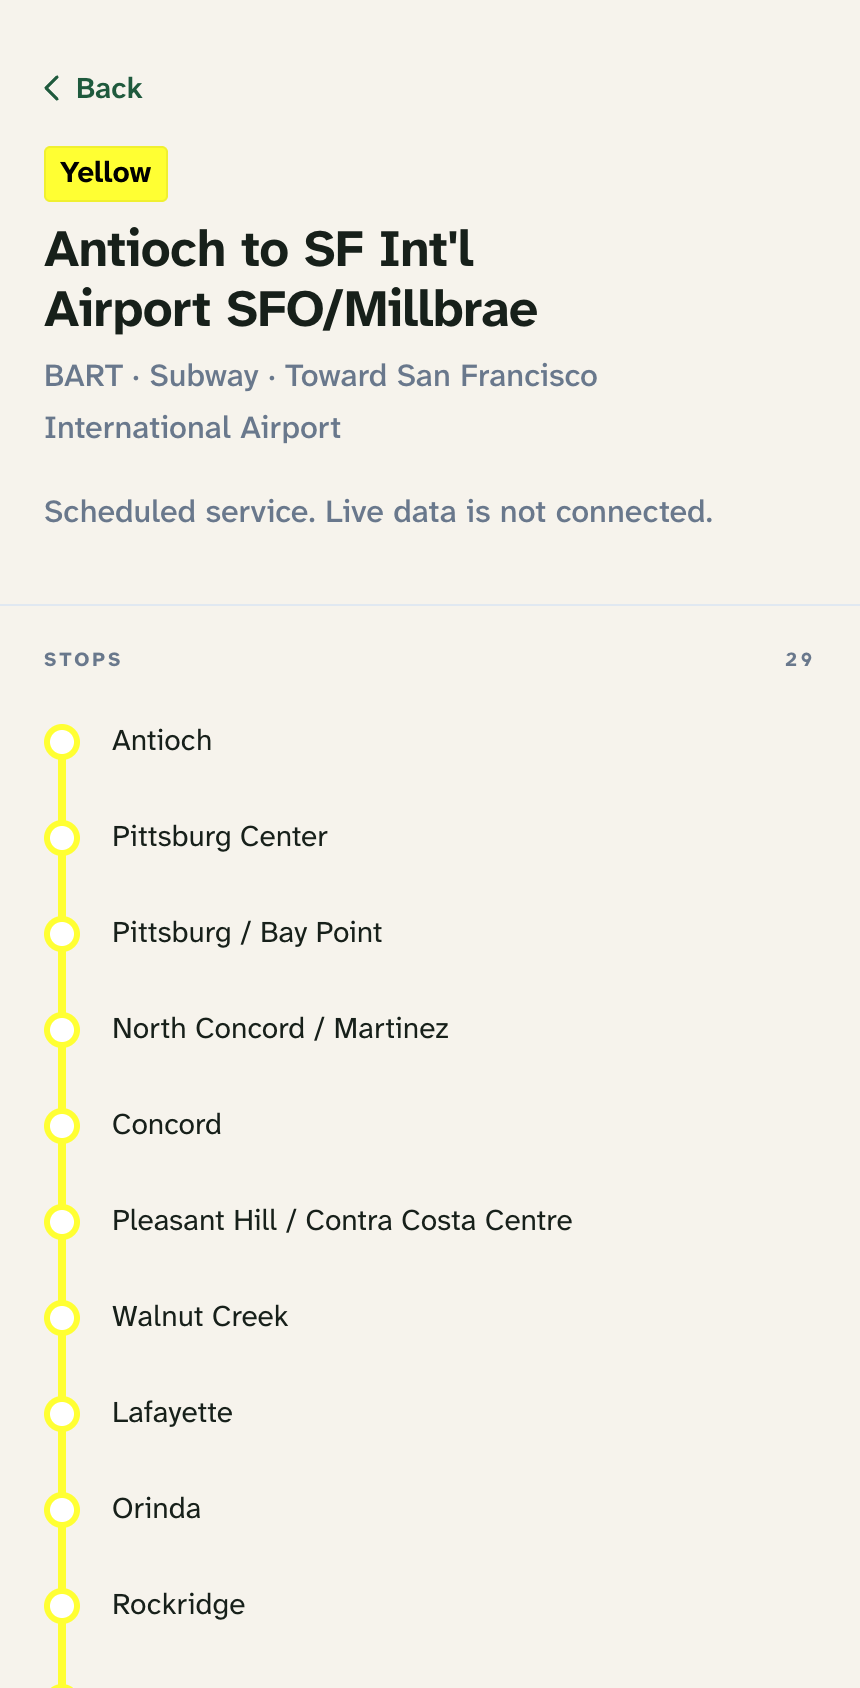 Back
Yellow
Antioch to SF Int'l
Airport SFO/Millbrae
BART · Subway · Toward San Francisco
International Airport
Scheduled service. Live data is not connected.
STOPS 29
Antioch
Pittsburg Center
Pittsburg / Bay Point
North Concord / Martinez
Concord
Pleasant Hill / Contra Costa Centre
Walnut Creek
Lafayette
Orinda
Rockridge